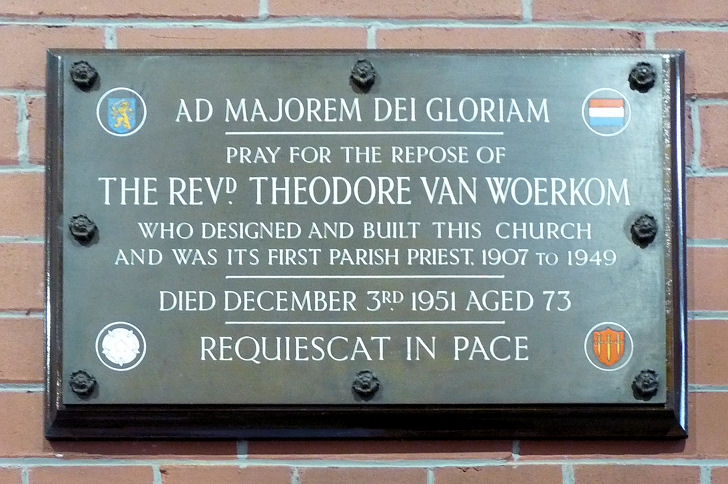 AD MAJOREM DEI GLORIAM
PRAY FOR THE REPOSE OF
THE REVᴰ. THEODORE VAN WOERKOM
WHO DESIGNED AND BUILT THIS CHURCH
AND WAS ITS FIRST PARISH PRIEST, 1907 TO 1949
DIED DECEMBER 3RD. 1951 AGED 73
REQUIESCAT IN PACE